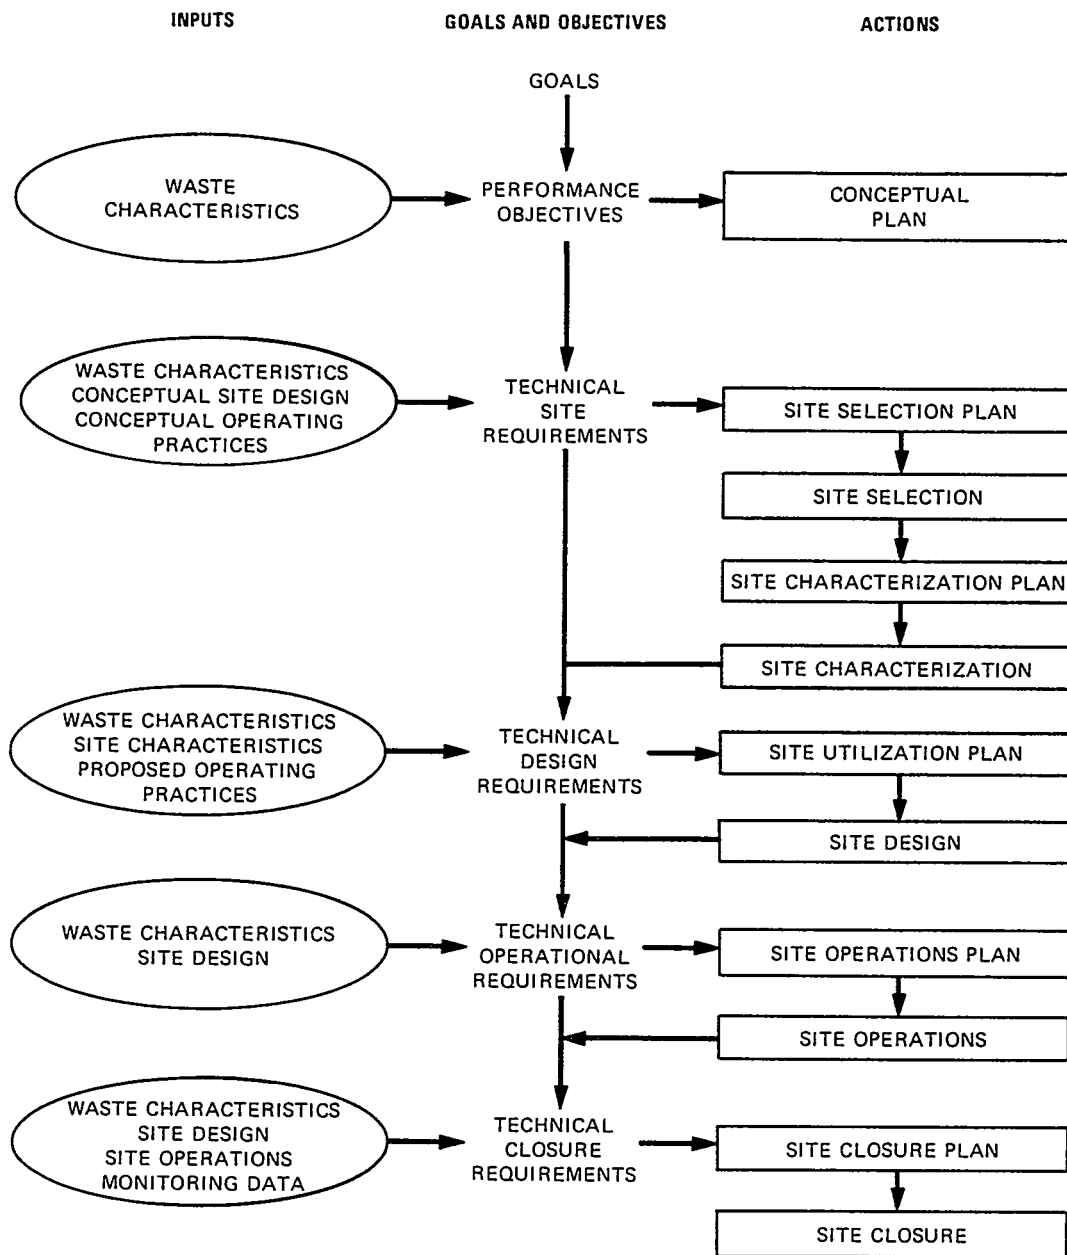 INPUTS
GOALS AND OBJECTIVES
ACTIONS
GOALS
WASTE
CHARACTERISTICS
PERFORMANCE
OBJECTIVES
CONCEPTUAL
PLAN
WASTE CHARACTERISTICS
CONCEPTUAL SITE DESIGN
CONCEPTUAL OPERATING
PRACTICES
TECHNICAL
SITE
REQUIREMENTS
SITE SELECTION PLAN
SITE SELECTION
SITE CHARACTERIZATION PLAN
SITE CHARACTERIZATION
WASTE CHARACTERISTICS
SITE CHARACTERISTICS
PROPOSED OPERATING
PRACTICES
TECHNICAL
DESIGN
REQUIREMENTS
SITE UTILIZATION PLAN
SITE DESIGN
WASTE CHARACTERISTICS
SITE DESIGN
TECHNICAL
OPERATIONAL
REQUIREMENTS
SITE OPERATIONS PLAN
SITE OPERATIONS
WASTE CHARACTERISTICS
SITE DESIGN
SITE OPERATIONS
MONITORING DATA
TECHNICAL
CLOSURE
REQUIREMENTS
SITE CLOSURE PLAN
SITE CLOSURE